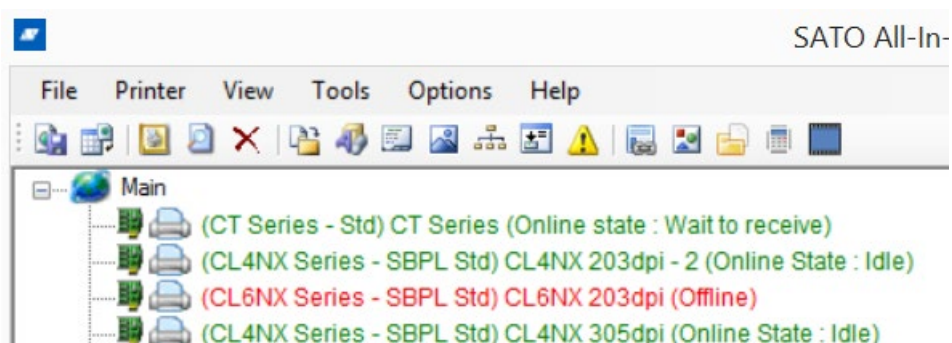 SATO All-In-
File Printer View Tools Options Help
Main
(CT Series - Std) CT Series (Online state : Wait to receive)
(CL4NX Series - SBPL Std) CL4NX 203dpi - 2 (Online State : Idle)
(CL6NX Series - SBPL Std) CL6NX 203dpi (Offline)
(CL4NX Series - SBPL Std) CL4NX 305dpi (Online State : Idle)